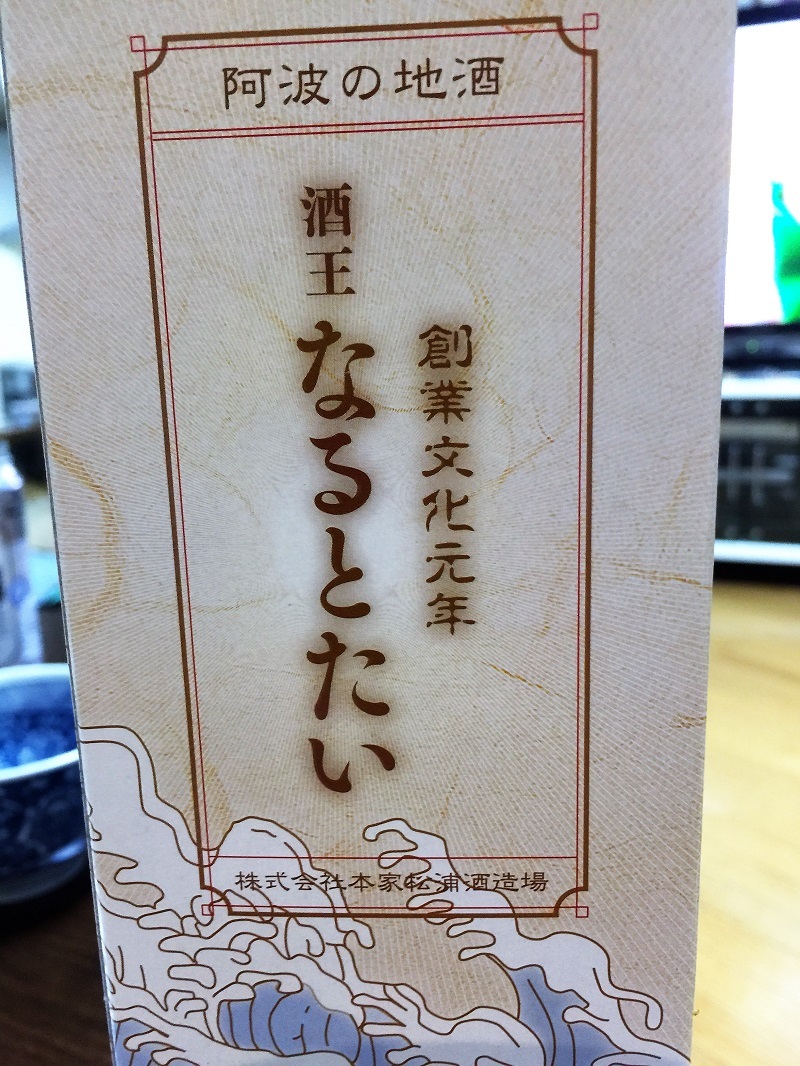 阿波の地酒
創業文化元年
酒王 なるとたい
株式会社本家松浦酒造場